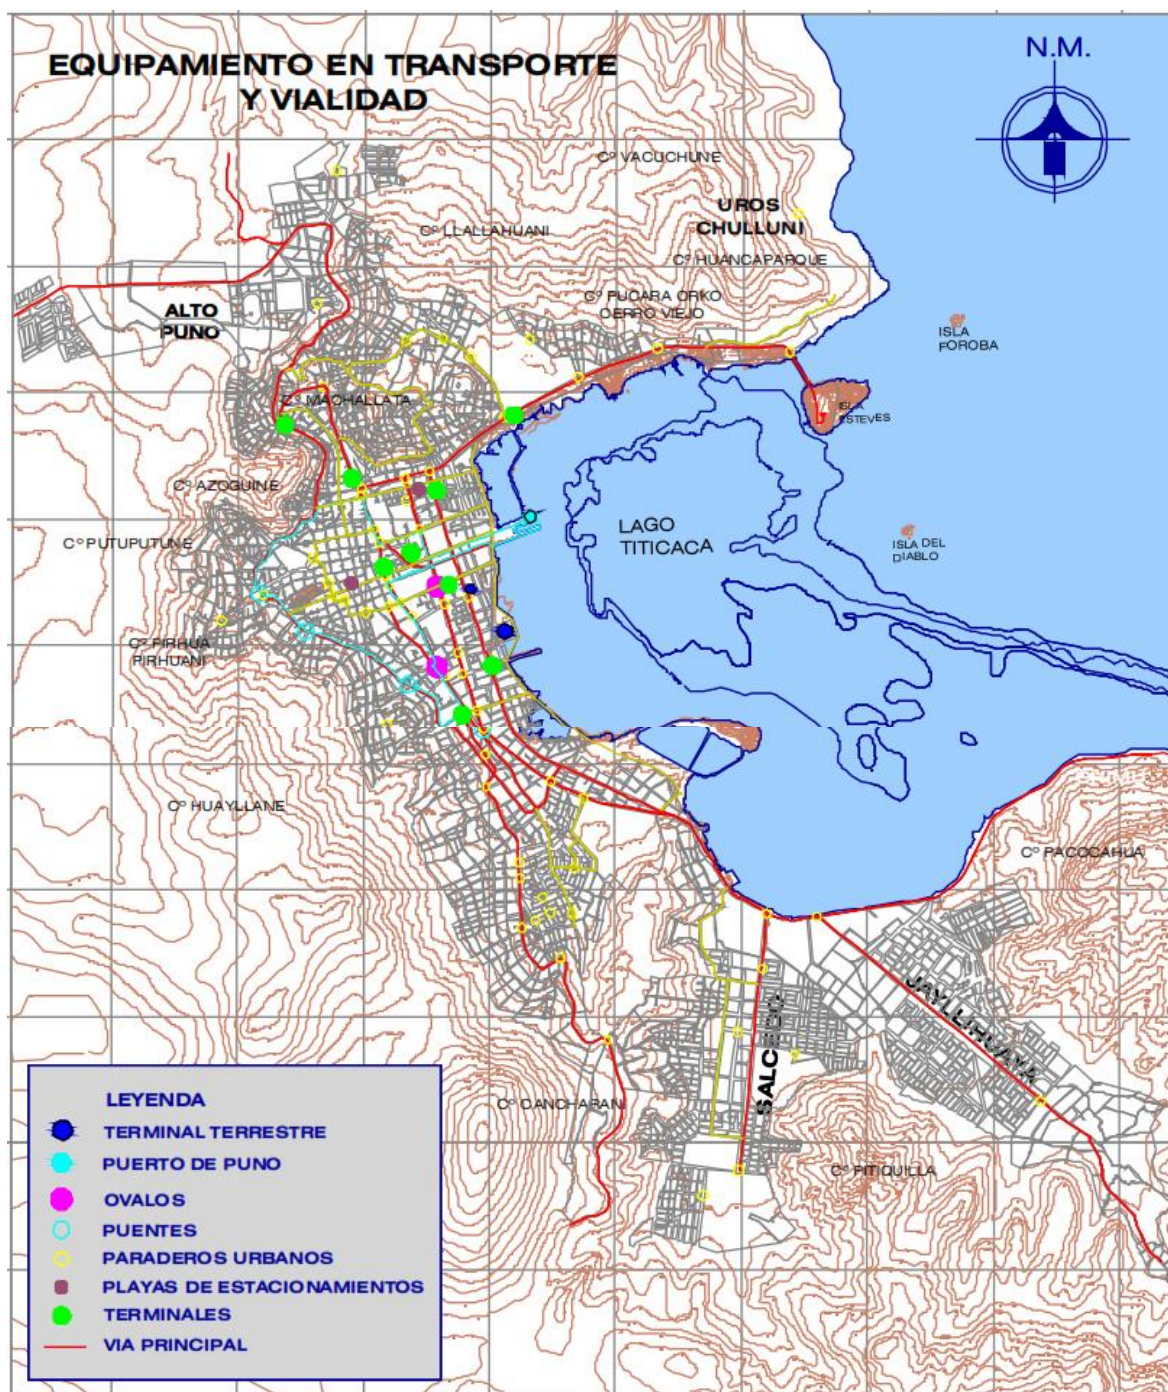 EQUIPAMIENTO EN TRANSPORTE
Y VIALIDAD
N.M.
Cº VACUCHUNE
UROS
CHULLUNI
Cº LLALLAHUANI
Cº HUANCAPARQUE
Cº PUCARA ORKO
CERRO VIEJO
ALTO
PUNO
ISLA
FOROBA
Cº MACHALLATA
ISLA
ESTEVES
Cº AZOGUINE
LAGO
TITICACA
Cº PUTUPUTUNE
ISLA DEL
DIABLO
Cº PIRHUA
PIRHUANI
Cº HUAYLLANE
Cº PACOCAHUA
JAYLLIHUAYA
SALCEDO
Cº CANCHARANI
Cº PITIQUILLA
LEYENDA
TERMINAL TERRESTRE
PUERTO DE PUNO
OVALOS
PUENTES
PARADEROS URBANOS
PLAYAS DE ESTACIONAMIENTOS
TERMINALES
VIA PRINCIPAL